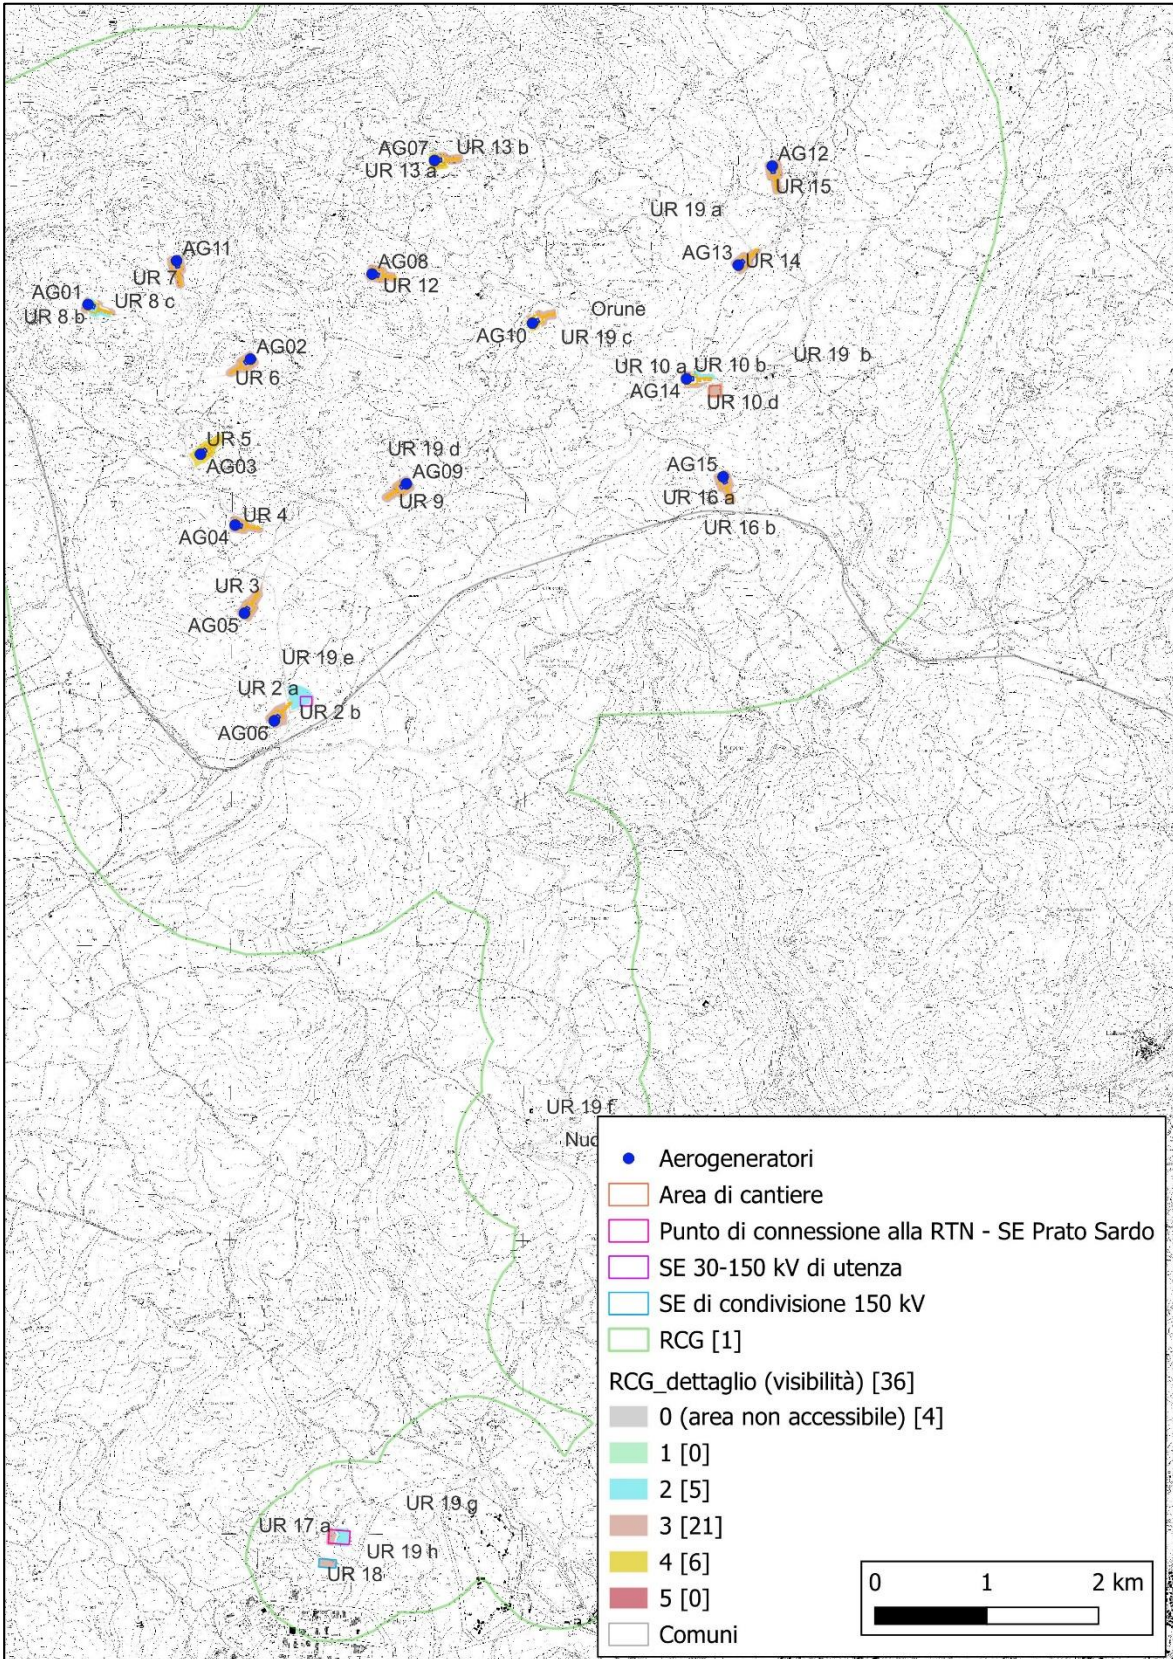 AG07 UR 13 b
UR 13 a
AG12
UR 15
UR 19 a
AG11
UR 7
AG08
UR 12
AG13 UR 14
AG01
UR 8 c
UR 8 b
Orune
AG10 UR 19 c
AG02
UR 6
UR 19 b
UR 10 a UR 10 b
AG14
UR 10 d
UR 5
AG03
UR 19 d
AG09
UR 9
AG15
UR 16 a
UR 16 b
UR 4
AG04
UR 3
AG05
UR 19 e
UR 2 a
UR 2 b
AG06
UR 19 f
Nuo
UR 19 g
UR 17 a
UR 19 h
UR 18
Aerogeneratori
Area di cantiere
Punto di connessione alla RTN - SE Prato Sardo
SE 30-150 kV di utenza
SE di condivisione 150 kV
RCG [1]
RCG_dettaglio (visibilità) [36]
0 (area non accessibile) [4]
1 [0]
2 [5]
3 [21]
4 [6]
5 [0]
Comuni
0 1 2 km